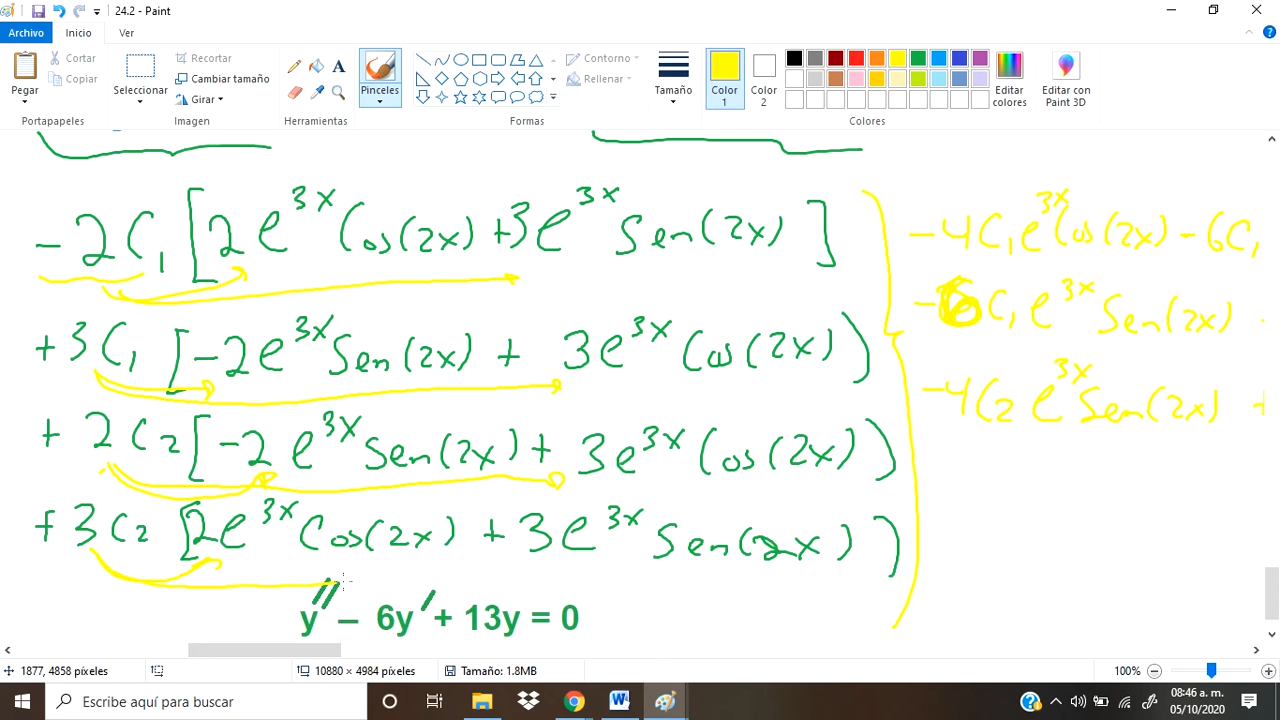 24.2 - Paint
Archivo Inicio Ver
Pegar
Cortar
Copiar
Portapapeles
Seleccionar
Recortar
Cambiar tamaño
Girar
Imagen
A
Herramientas
Pinceles
Contorno
Rellenar
Formas
Tamaño
Color 1
Color 2
Editar colores
Editar con Paint 3D
Colores
- 2C₁ [2e^3x Cos(2x) + 3e^3x Sen(2x)]
+ 3C₁ [-2e^3x Sen(2x) + 3e^3x Cos(2x))
+ 2C₂ [-2e^3x Sen(2x) + 3e^3x Cos(2x))
+ 3C₂ [2e^3x Cos(2x) + 3e^3x Sen(2x))
-4C₁e^3x Cos(2x) - 6C₁
-6C₁e^3x Sen(2x)
-4C₂e^3x Sen(2x) +
y'' – 6y' + 13y = 0
1877, 4858 píxeles
10880 × 4984 píxeles
Tamaño: 1.8MB
100%
Escribe aquí para buscar
08:46 a. m.
05/10/2020